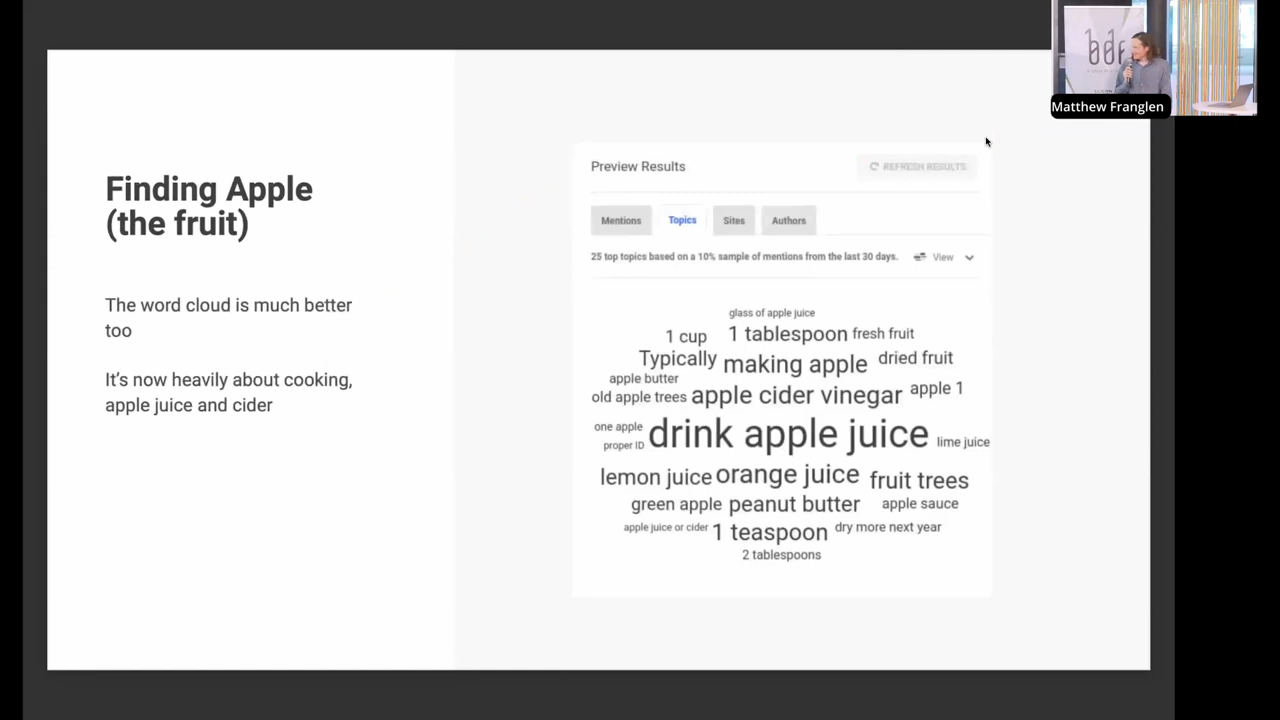 Matthew Franglen
Finding Apple
(the fruit)
The word cloud is much better
too
It's now heavily about cooking,
apple juice and cider
Preview Results
REFRESH RESULTS
Mentions
Topics
Sites
Authors
25 top topics based on a 10% sample of mentions from the last 30 days.
View
glass of apple juice
1 cup
1 tablespoon
fresh fruit
Typically
making apple
dried fruit
apple butter
old apple trees
apple cider vinegar
apple 1
one apple
proper ID
drink apple juice
lime juice
lemon juice
orange juice
fruit trees
green apple
peanut butter
apple sauce
apple juice or cider
1 teaspoon
dry more next year
2 tablespoons